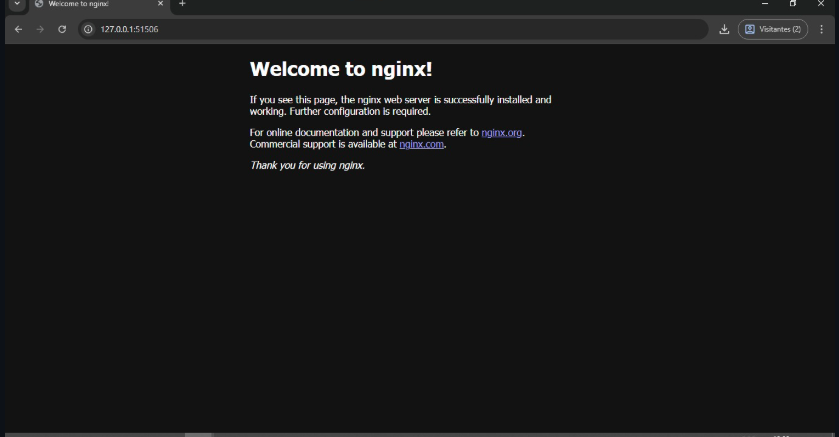 Welcome to nginx!
127.0.0.1:51506
Visitantes (2)
Welcome to nginx!
If you see this page, the nginx web server is successfully installed and
working. Further configuration is required.
For online documentation and support please refer to nginx.org.
Commercial support is available at nginx.com.
Thank you for using nginx.